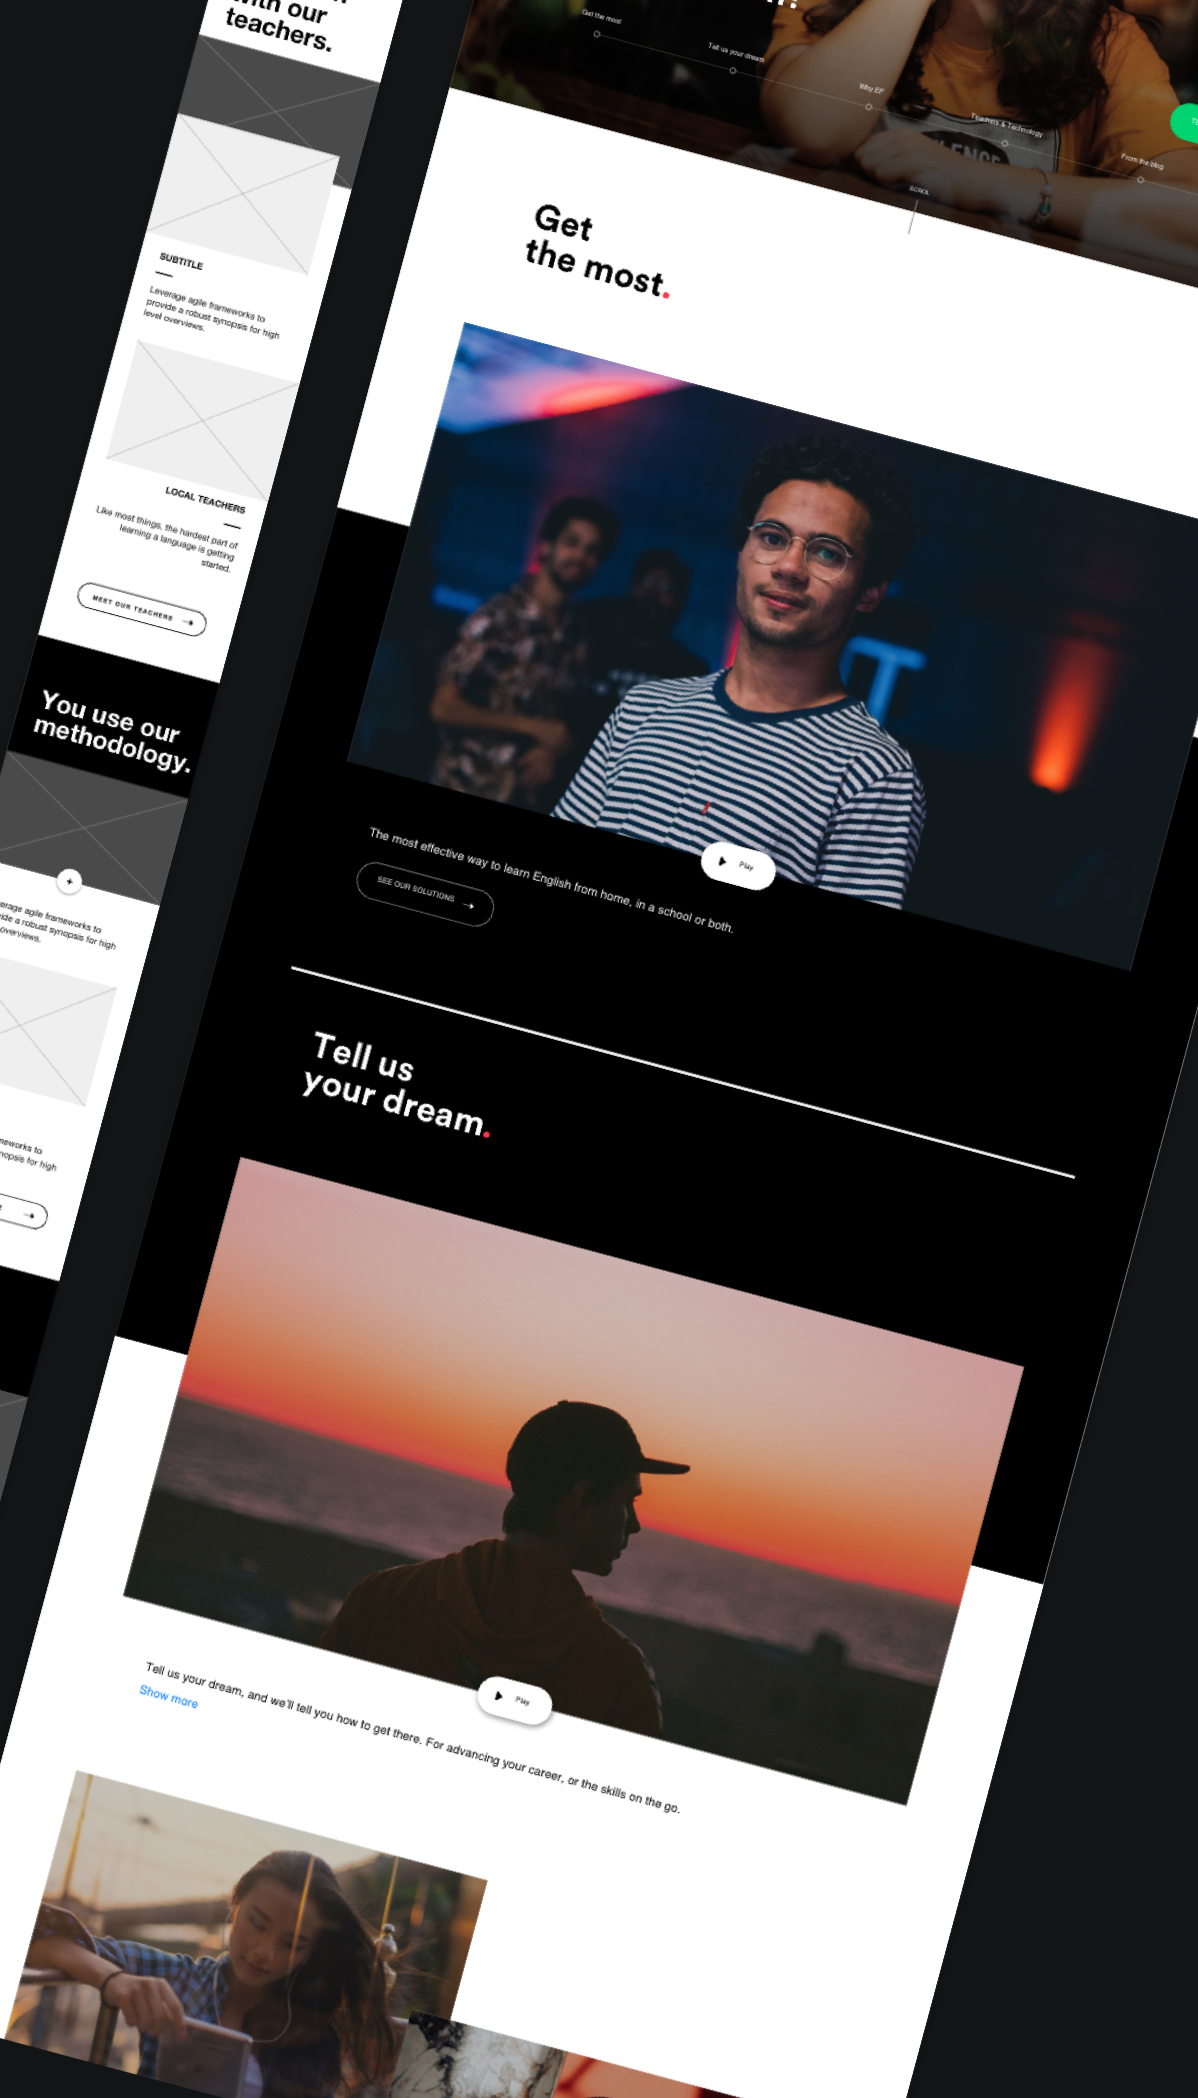 with our
teachers.
SUBTITLE
Leverage agile frameworks to
provide a robust synopsis for high
level overviews.
LOCAL TEACHERS
Like most things, the hardest part of
learning a language is getting
started.
MEET OUR TEACHERS
You use our
methodology.
erage agile frameworks to
ide a robust synopsis for high
overviews.
neworks to
nopsis for high
Get the most
Tell us your dream
Why EF
Teachers & Technology
From the blog
SCROL
Get
the most.
Play
The most effective way to learn English from home, in a school or both.
SEE OUR SOLUTIONS
Tell us
your dream.
Play
Tell us your dream, and we'll tell you how to get there. For advancing your career, or the skills on the go.
Show more